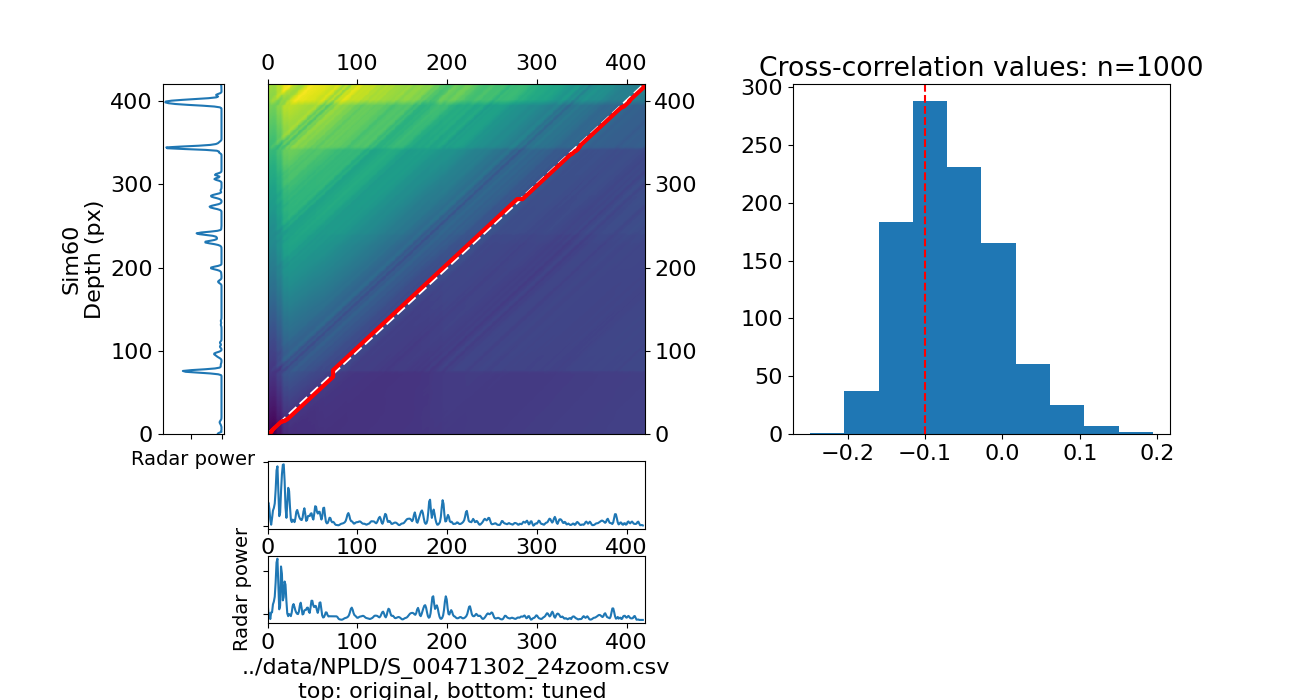 0 100 200 300 400
Cross-correlation values: n=1000
400
300
200
100
0
Sim60
Depth (px)
400
300
200
100
0
300
250
200
150
100
50
0
−0.2 −0.1 0.0 0.1 0.2
Radar power
0 100 200 300 400
Radar power
0 100 200 300 400
../data/NPLD/S_00471302_24zoom.csv
top: original, bottom: tuned